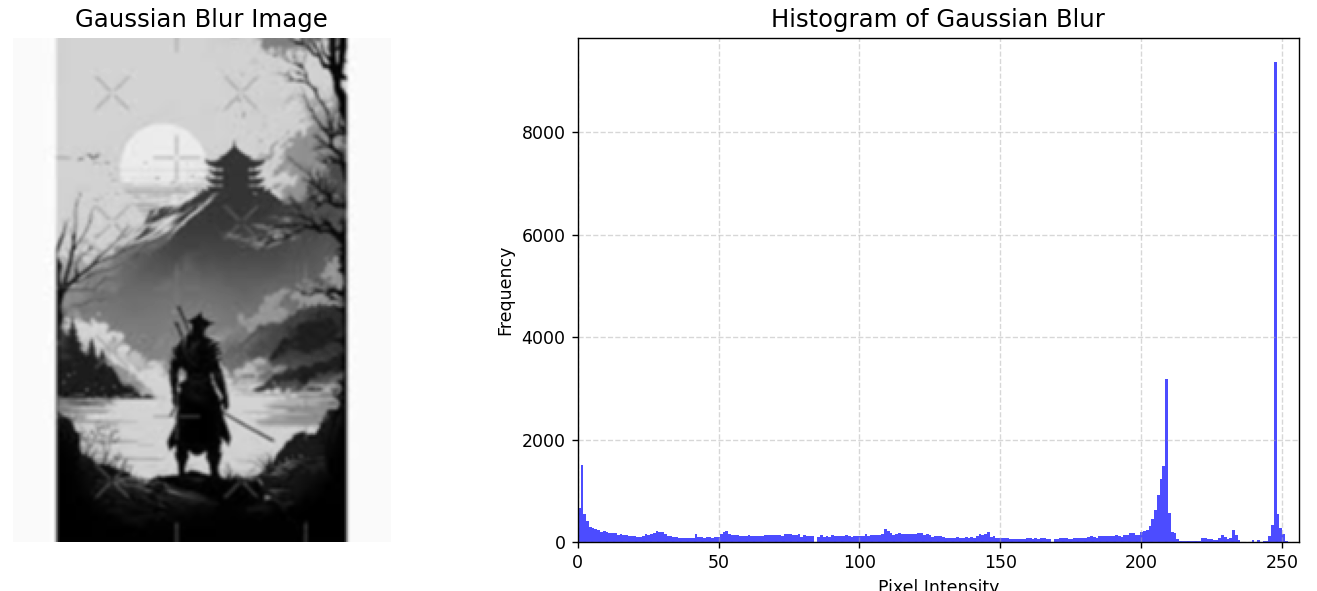 Gaussian Blur Image
Histogram of Gaussian Blur
Frequency
8000
6000
4000
2000
0
0 50 100 150 200 250
Pixel Intensity